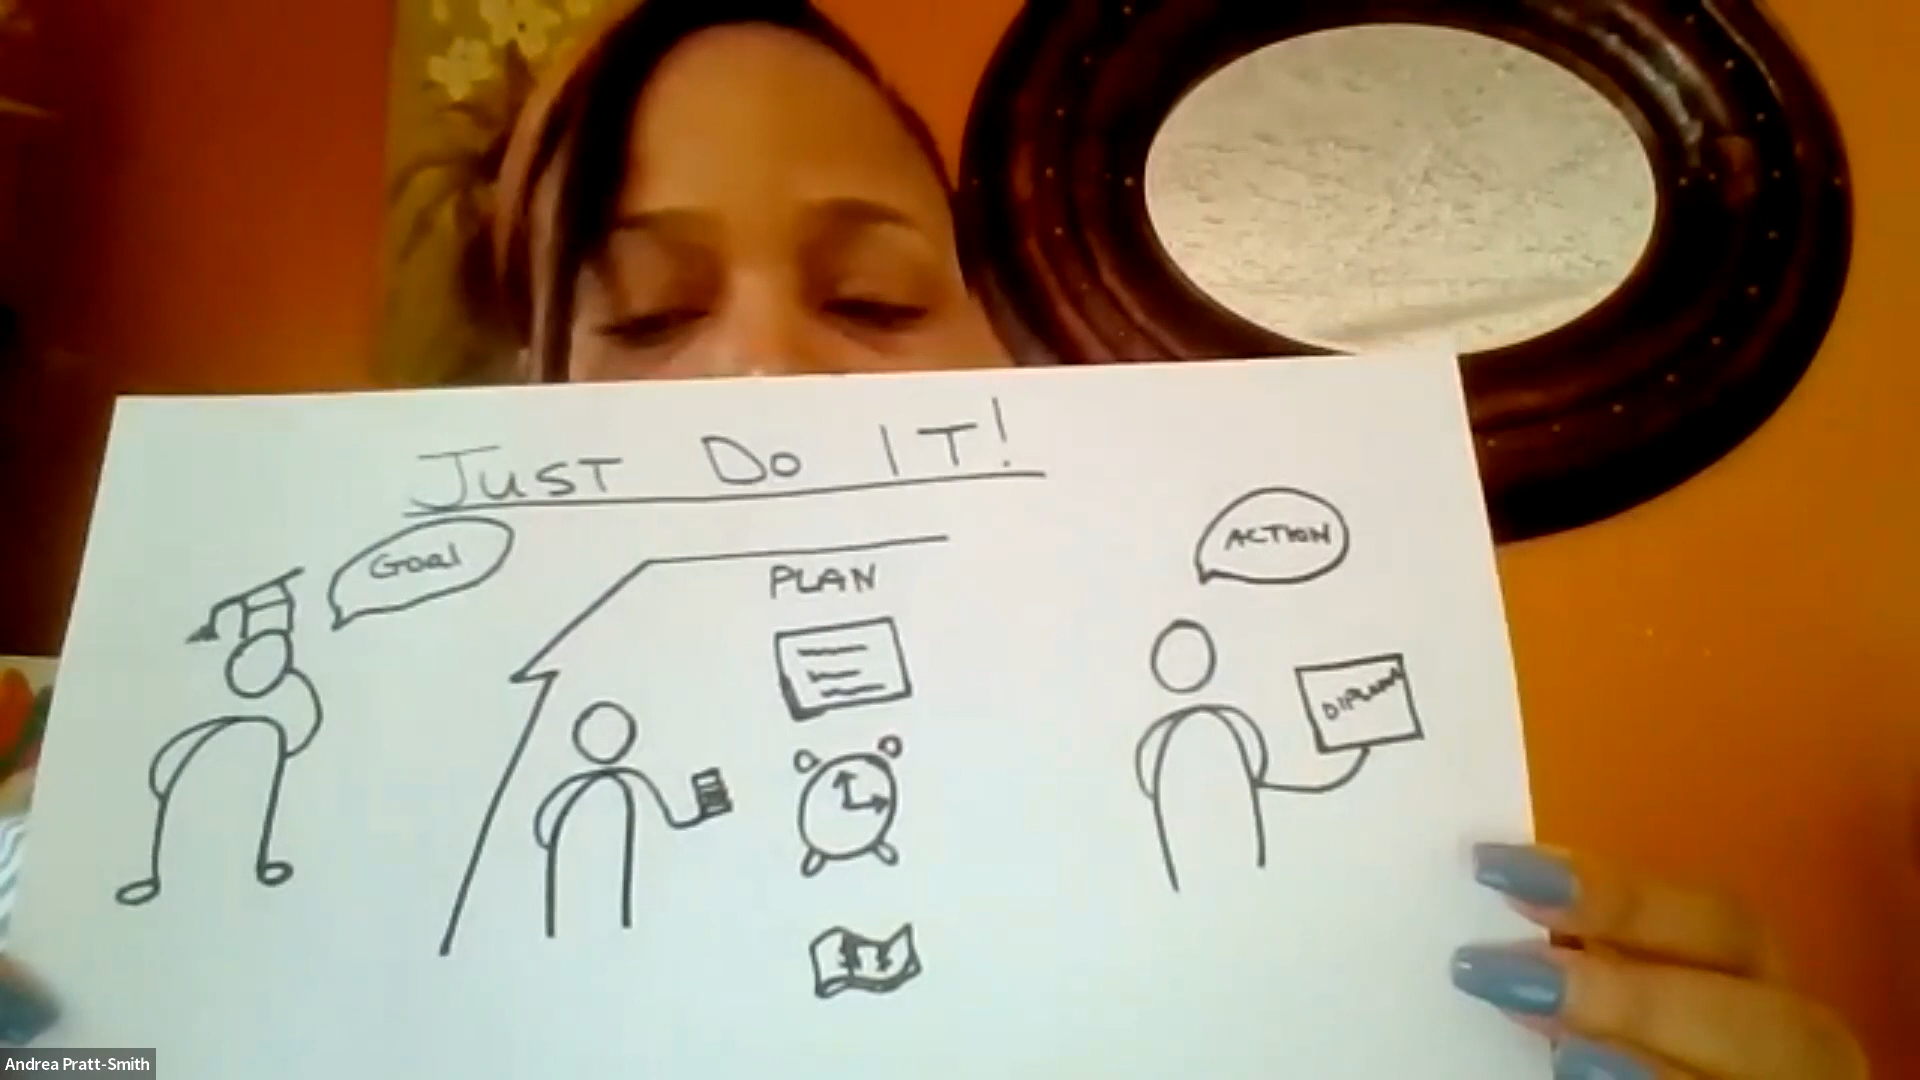 JUST DO IT!
GOAl
PLAN
ACTION
DIPLOMA
$ $
Andrea Pratt-Smith